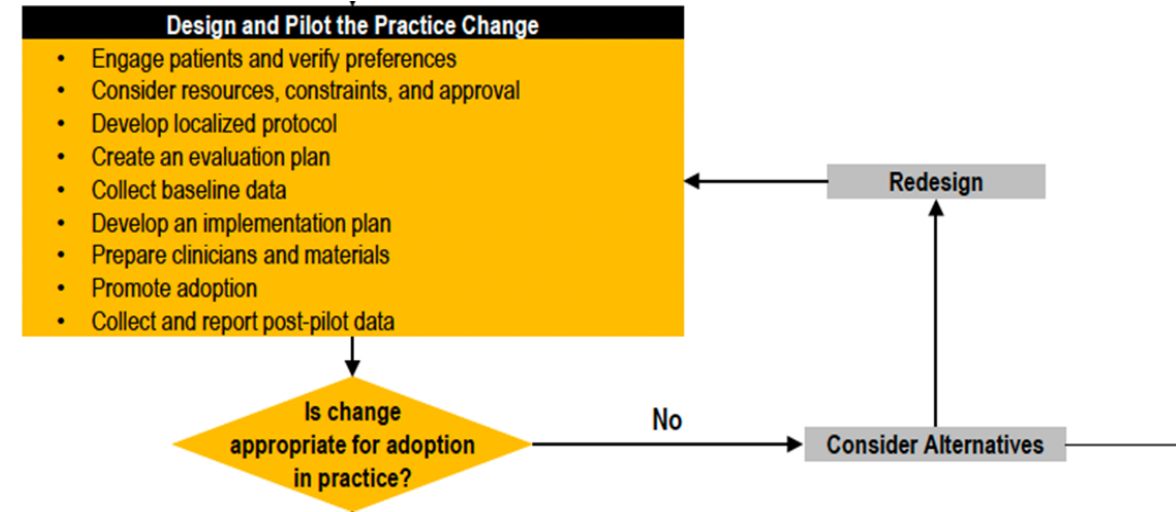 Design and Pilot the Practice Change
• Engage patients and verify preferences
• Consider resources, constraints, and approval
• Develop localized protocol
• Create an evaluation plan
• Collect baseline data
• Develop an implementation plan
• Prepare clinicians and materials
• Promote adoption
• Collect and report post-pilot data
Redesign
Is change
appropriate for adoption
in practice?
No
Consider Alternatives